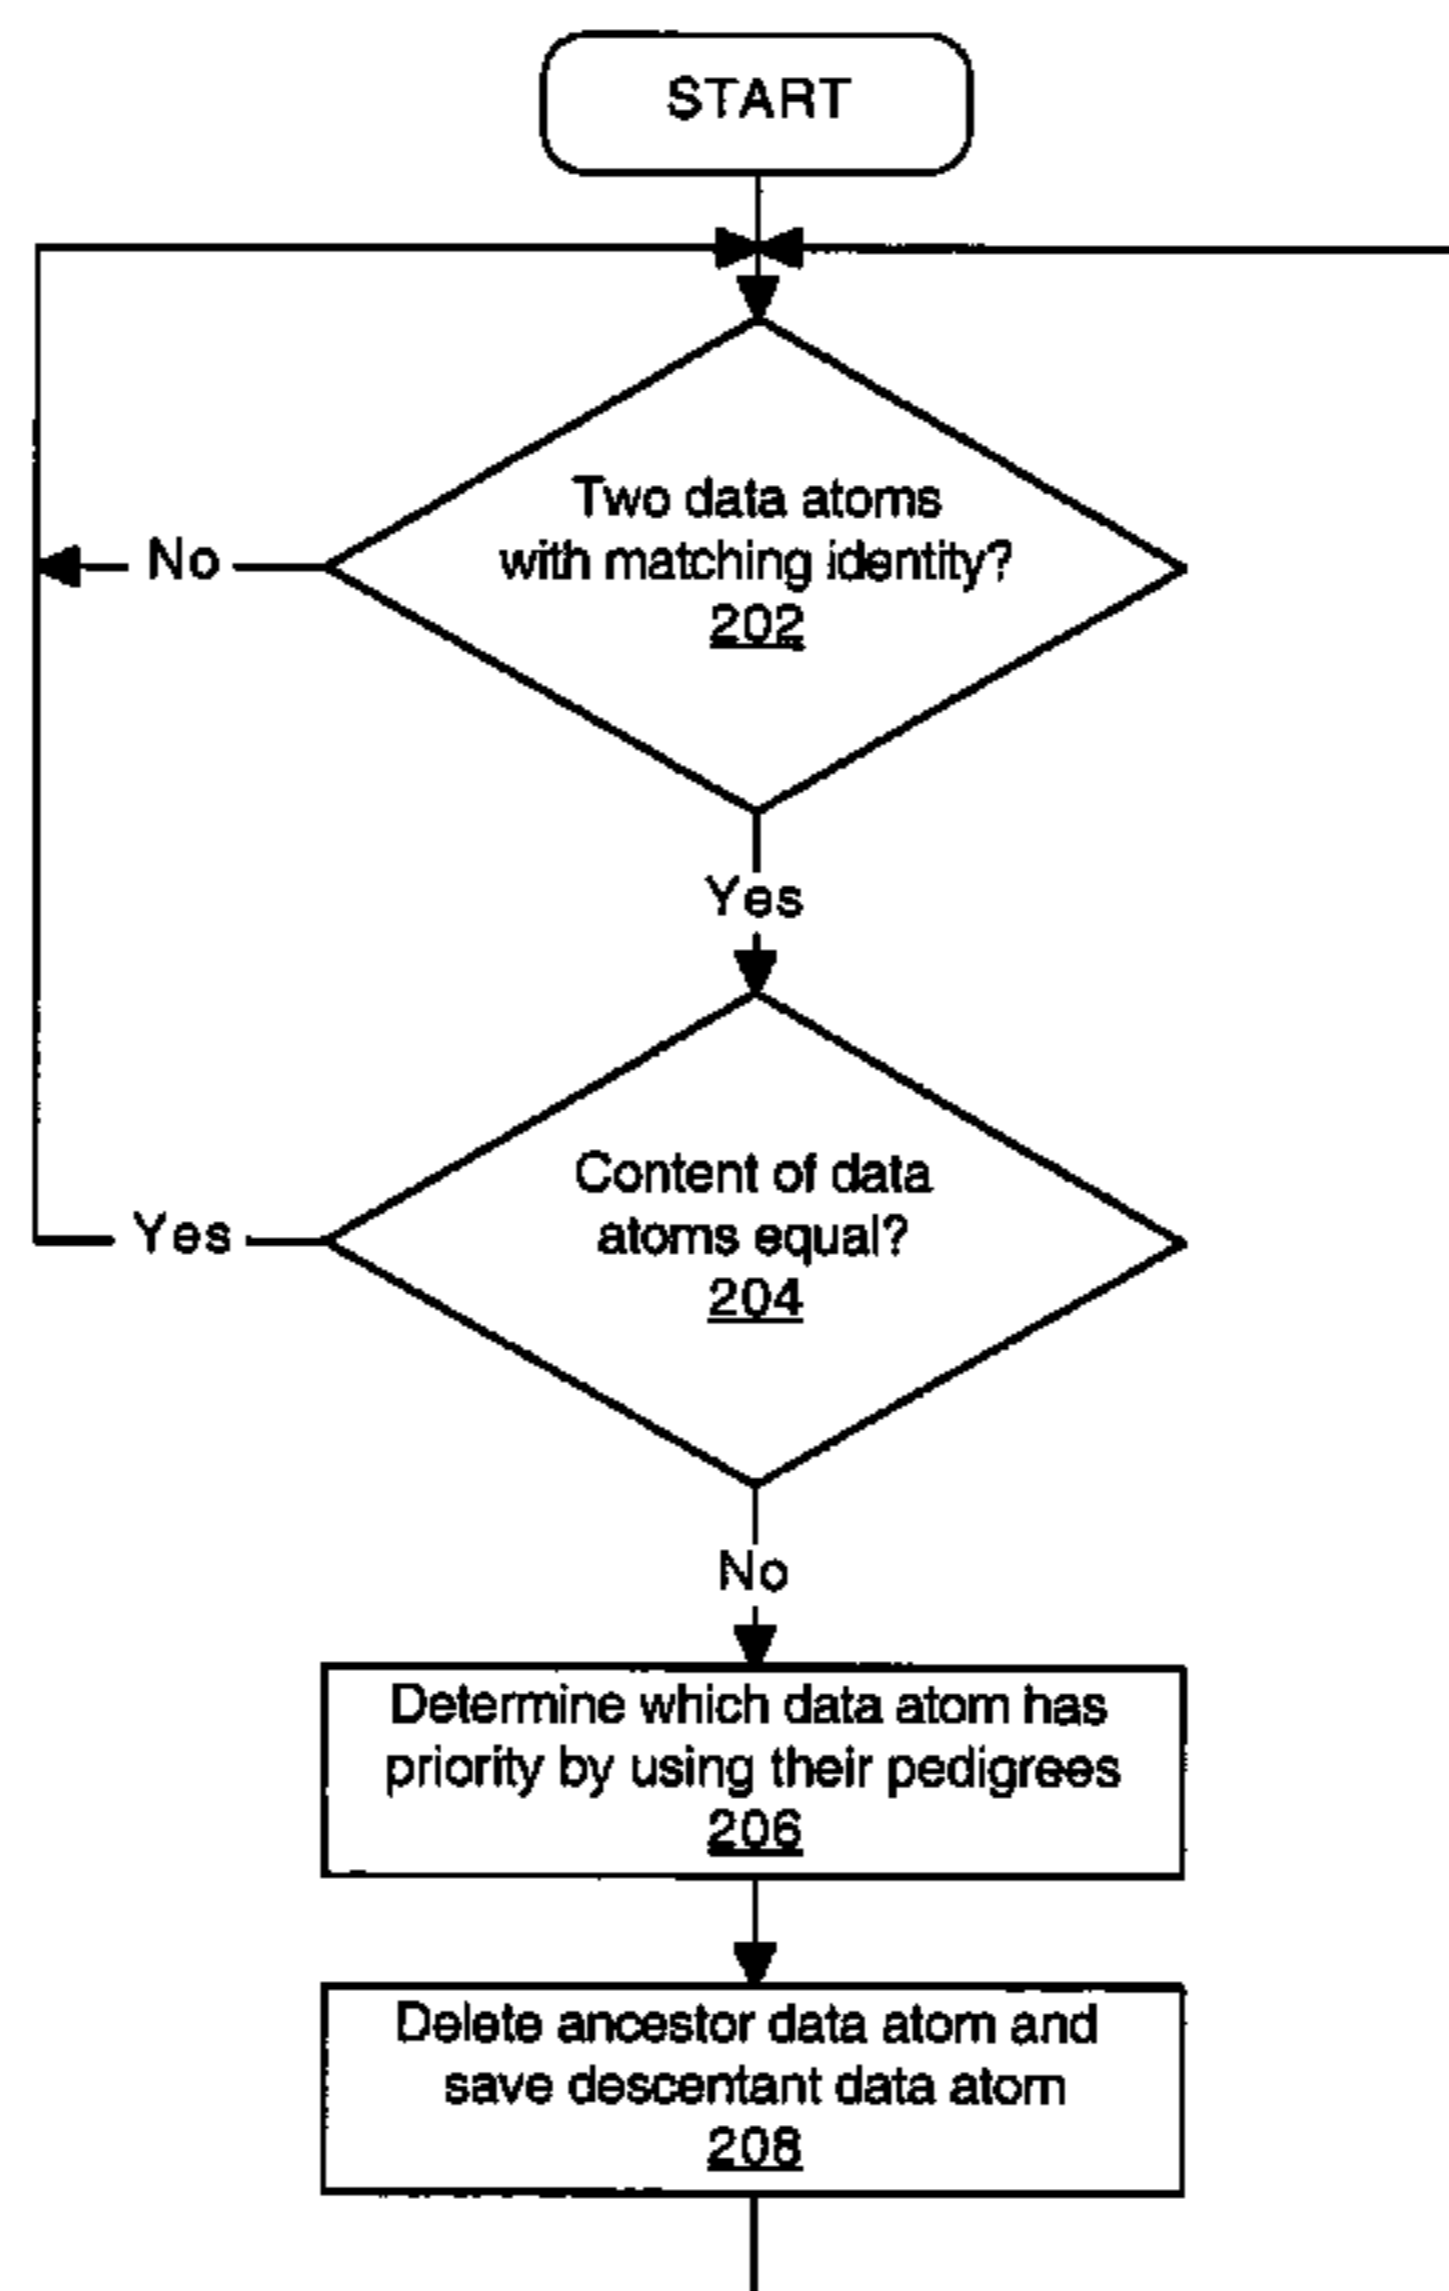 START
Two data atoms
with matching identity?
202
No
Yes
Content of data
atoms equal?
204
Yes
No
Determine which data atom has
priority by using their pedigrees
206
Delete ancestor data atom and
save descentant data atom
208